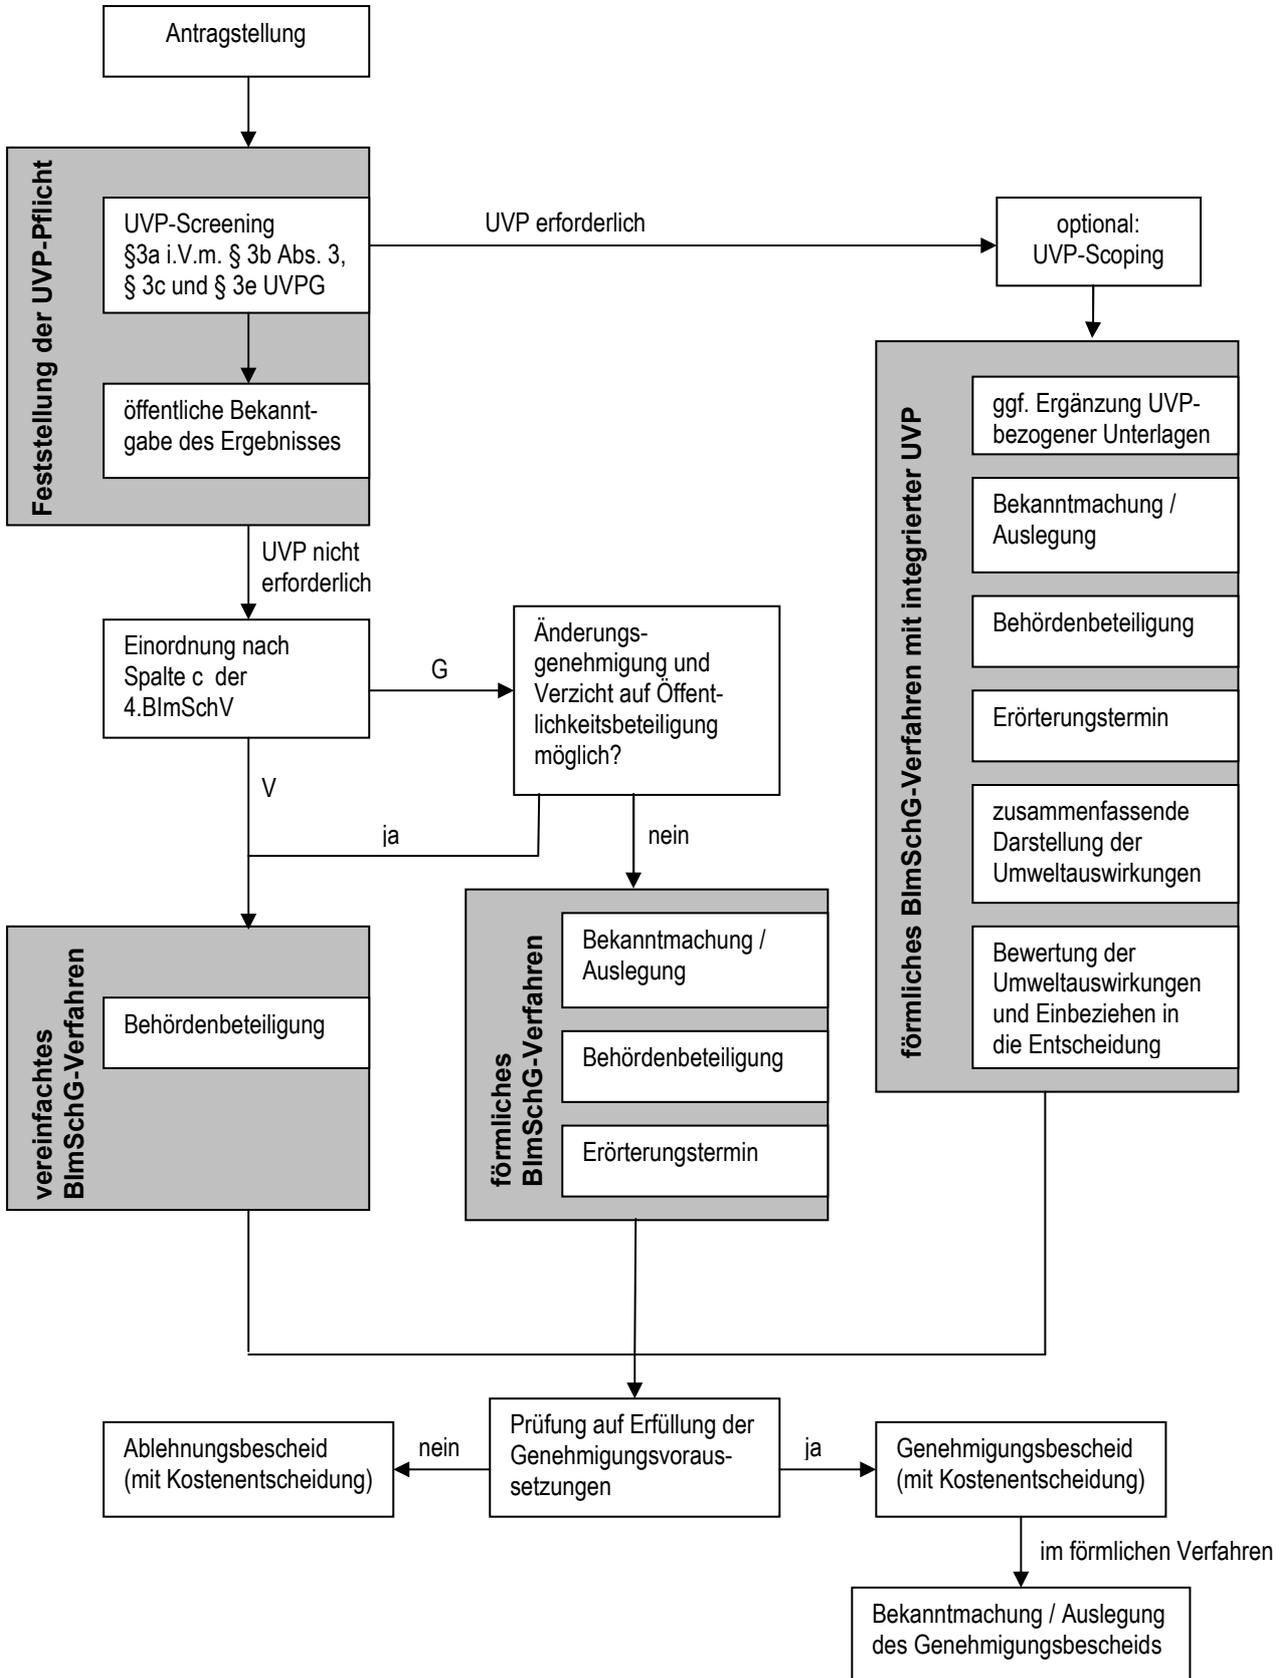 Antragstellung
Feststellung der UVP-Pflicht
UVP-Screening
§3a i.V.m. § 3b Abs. 3,
§ 3c und § 3e UVPG
öffentliche Bekannt-
gabe des Ergebnisses
UVP erforderlich
optional:
UVP-Scoping
förmliches BImSchG-Verfahren mit integrierter UVP
ggf. Ergänzung UVP-
bezogener Unterlagen
Bekanntmachung /
Auslegung
Behördenbeteiligung
Erörterungstermin
zusammenfassende
Darstellung der
Umweltauswirkungen
Bewertung der
Umweltauswirkungen
und Einbeziehen in
die Entscheidung
UVP nicht
erforderlich
Einordnung nach
Spalte c der
4.BImSchV
G
Änderungs-
genehmigung und
Verzicht auf Öffent-
lichkeitsbeteiligung
möglich?
V
ja
nein
vereinfachtes
BImSchG-Verfahren
Behördenbeteiligung
förmliches
BImSchG-Verfahren
Bekanntmachung /
Auslegung
Behördenbeteiligung
Erörterungstermin
Prüfung auf Erfüllung der
Genehmigungsvoraus-
setzungen
nein
Ablehnungsbescheid
(mit Kostenentscheidung)
ja
Genehmigungsbescheid
(mit Kostenentscheidung)
im förmlichen Verfahren
Bekanntmachung / Auslegung
des Genehmigungsbescheids